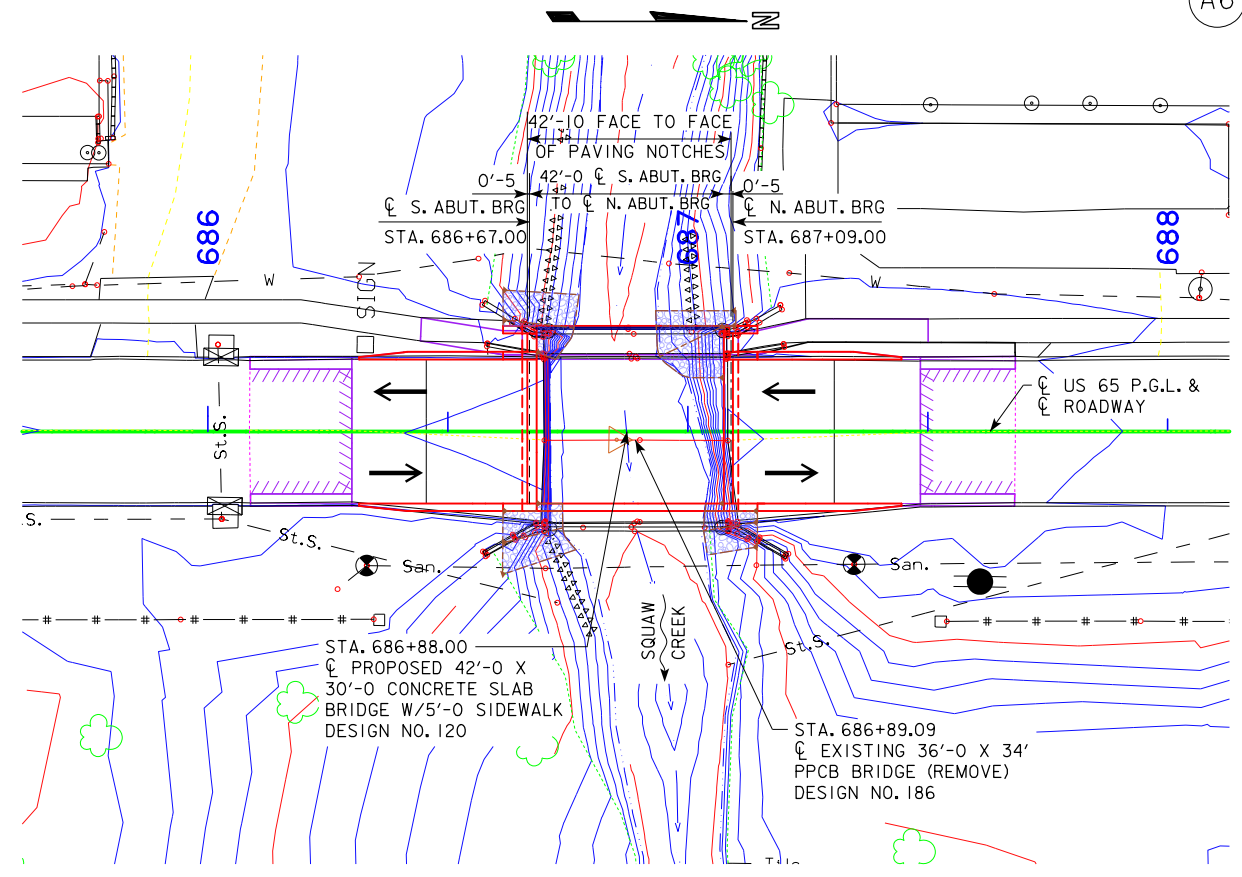 A6
N
42'-10 FACE TO FACE
OF PAVING NOTCHES
0'-5
42'-0 ℄ S. ABUT. BRG
TO ℄ N. ABUT. BRG
0'-5
℄ S. ABUT. BRG
STA. 686+67.00
℄ N. ABUT. BRG
STA. 687+09.00
686
687
688
W
SIGN
W
℄ US 65 P.G.L. &
℄ ROADWAY
St.S.
S.
St.S.
San.
San.
St.S.
SQUAW
CREEK
STA. 686+88.00
℄ PROPOSED 42'-0 X
30'-0 CONCRETE SLAB
BRIDGE W/5'-0 SIDEWALK
DESIGN NO. 120
STA. 686+89.09
℄ EXISTING 36'-0 X 34'
PPCB BRIDGE (REMOVE)
DESIGN NO. 186